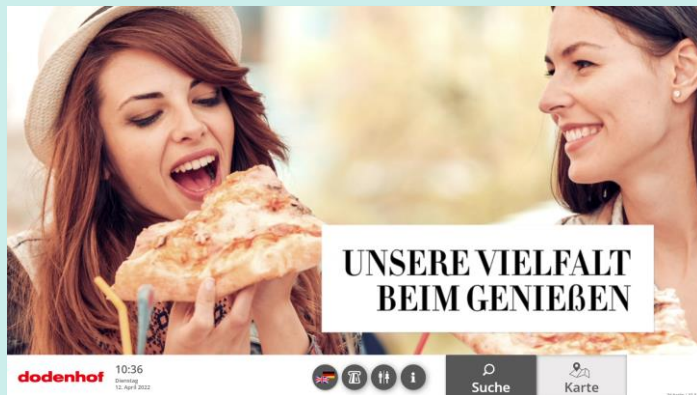 UNSERE VIELFALT
BEIM GENIEẞEN
dodenhof
10:36
Dienstag
12. April 2022
i
Suche
Karte